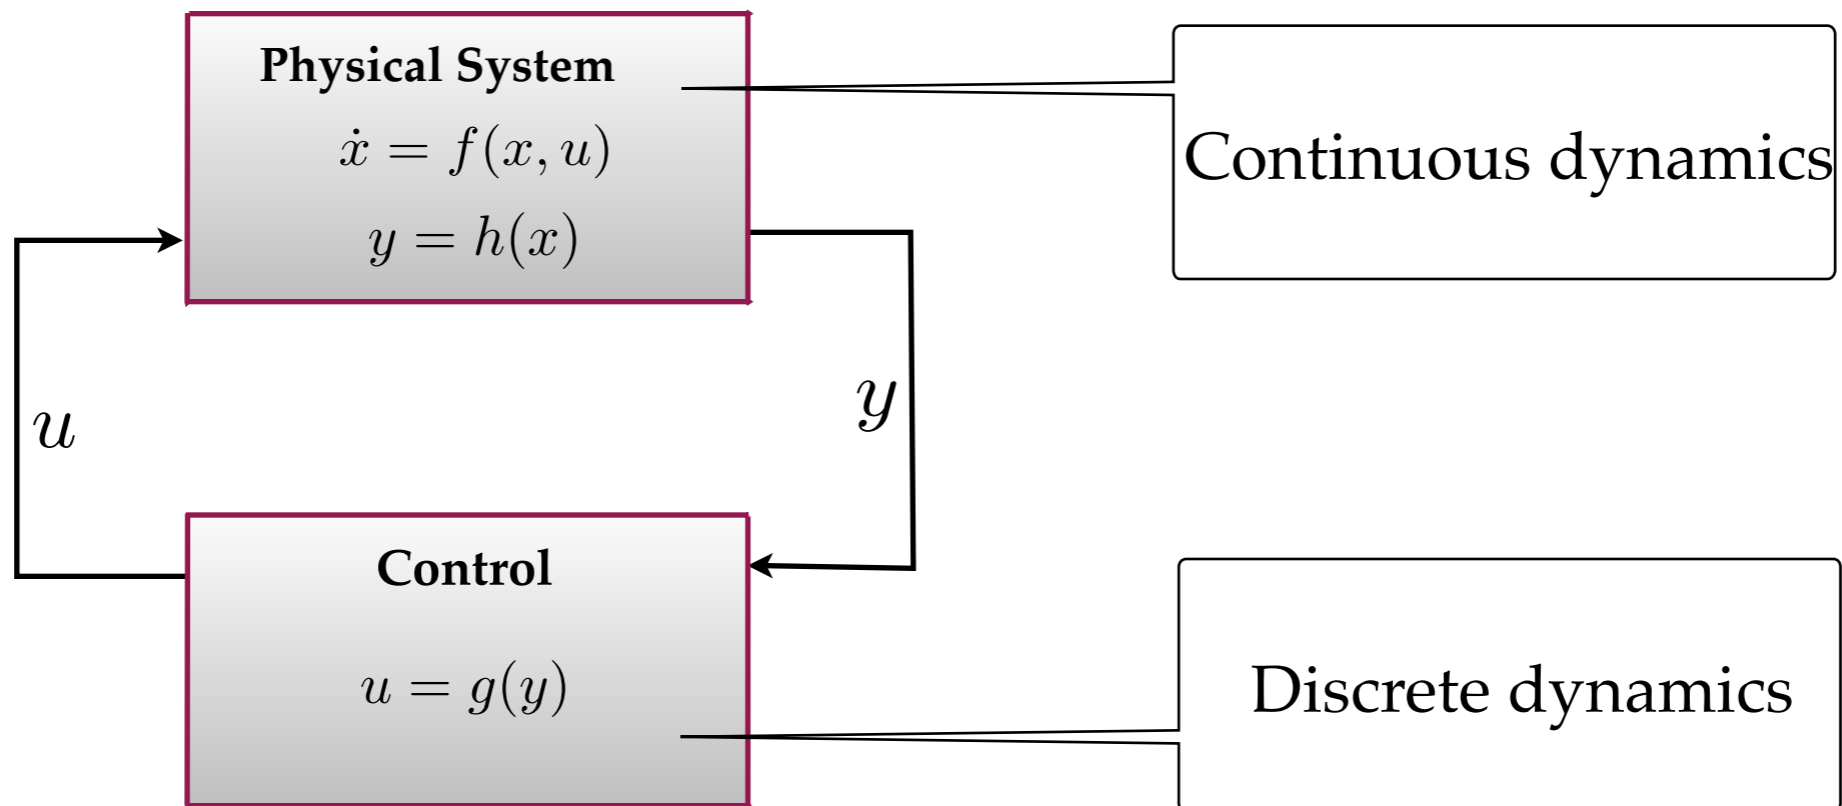 Physical System
ẋ = f(x, u)
y = h(x)
Continuous dynamics
u
y
Control
u = g(y)
Discrete dynamics